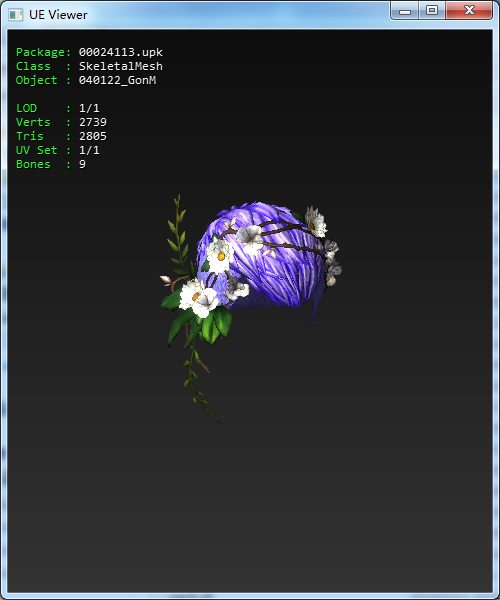 UE Viewer
Package: 00024113.upk
Class : SkeletalMesh
Object : 040122_GonM
LOD : 1/1
Verts : 2739
Tris : 2805
UV Set : 1/1
Bones : 9